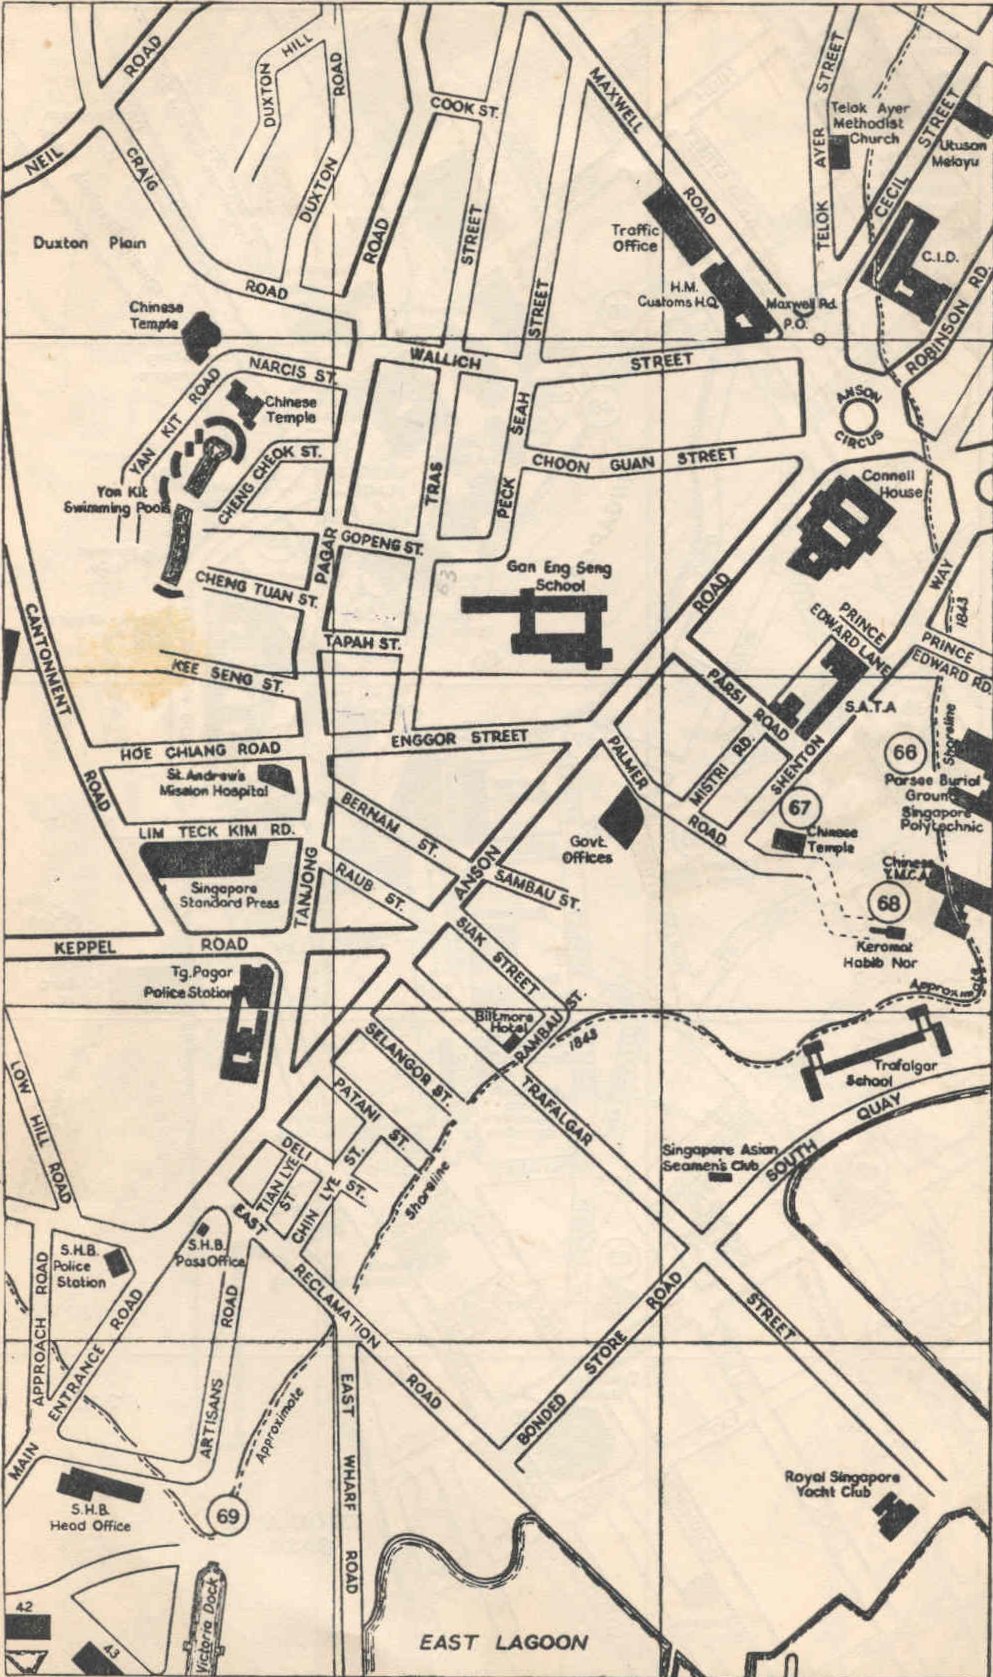 NEIL
ROAD
CRAIG
ROAD
DUXTON
HILL
DUXTON
ROAD
ROAD
COOK ST.
STREET
STREET
MAXWELL
ROAD
Traffic
Office
H.M.
Customs H.Q.
Maxwell Rd.
P.O.
TELOK AYER
STREET
Telok Ayer
Methodist
Church
CECIL
STREET
Utusan
Melayu
C.I.D.
ROBINSON RD.
Duxton Plain
Chinese
Temple
NARCIS ST.
WALLICH
STREET
ANSON
CIRCUS
YAN KIT ROAD
Chinese
Temple
SEAH
PECK
TRAS
CHOON GUAN STREET
Connell
House
Yan Kit
Swimming Pools
CHENG CHEOK ST.
PAGAR
GOPENG ST.
CHENG TUAN ST.
63
Gan Eng Seng
School
ROAD
WAY
1843
PRINCE
EDWARD LANE
PRINCE
EDWARD RD.
CANTONMENT
ROAD
TAPAH ST.
KEE SENG ST.
PARSI
ROAD
S.A.T.A
Shoreline
HOE CHIANG ROAD
ENGGOR STREET
PALMER
ROAD
MISTRI RD.
SHENTON
66
Parsee Burial
Ground
Singapore
Polytechnic
St. Andrew's
Mission Hospital
BERNAM ST.
67
Chinese
Temple
LIM TECK KIM RD.
Govt.
Offices
Singapore
Standard Press
TANJONG
RAUB ST.
ANSON
SAMBAU ST.
Chinese
Y.M.C.A.
68
Keramat
Habib Nor
KEPPEL
ROAD
SIAK
STREET
Tg. Pagar
Police Station
Biltmore
Hotel
RAMBAU ST.
1843
Approx.
Trafalgar
School
SELANGOR ST.
PATANI
ST.
TRAFALGAR
QUAY
SOUTH
LOW
HILL
ROAD
DELI
ST.
TIAN LYE
ST
CHIN LYE
ST.
Shoreline
Singapore Asian
Seamen's Club
EAST
S.H.B.
Police
Station
S.H.B.
Pass Office
RECLAMATION
ROAD
BONDED
STORE
ROAD
STREET
APPROACH ROAD
ENTRANCE ROAD
MAIN
ARTISANS
ROAD
Approximate
EAST
WHARF
ROAD
S.H.B.
Head Office
69
Royal Singapore
Yacht Club
42
43
Victoria Dock
EAST LAGOON